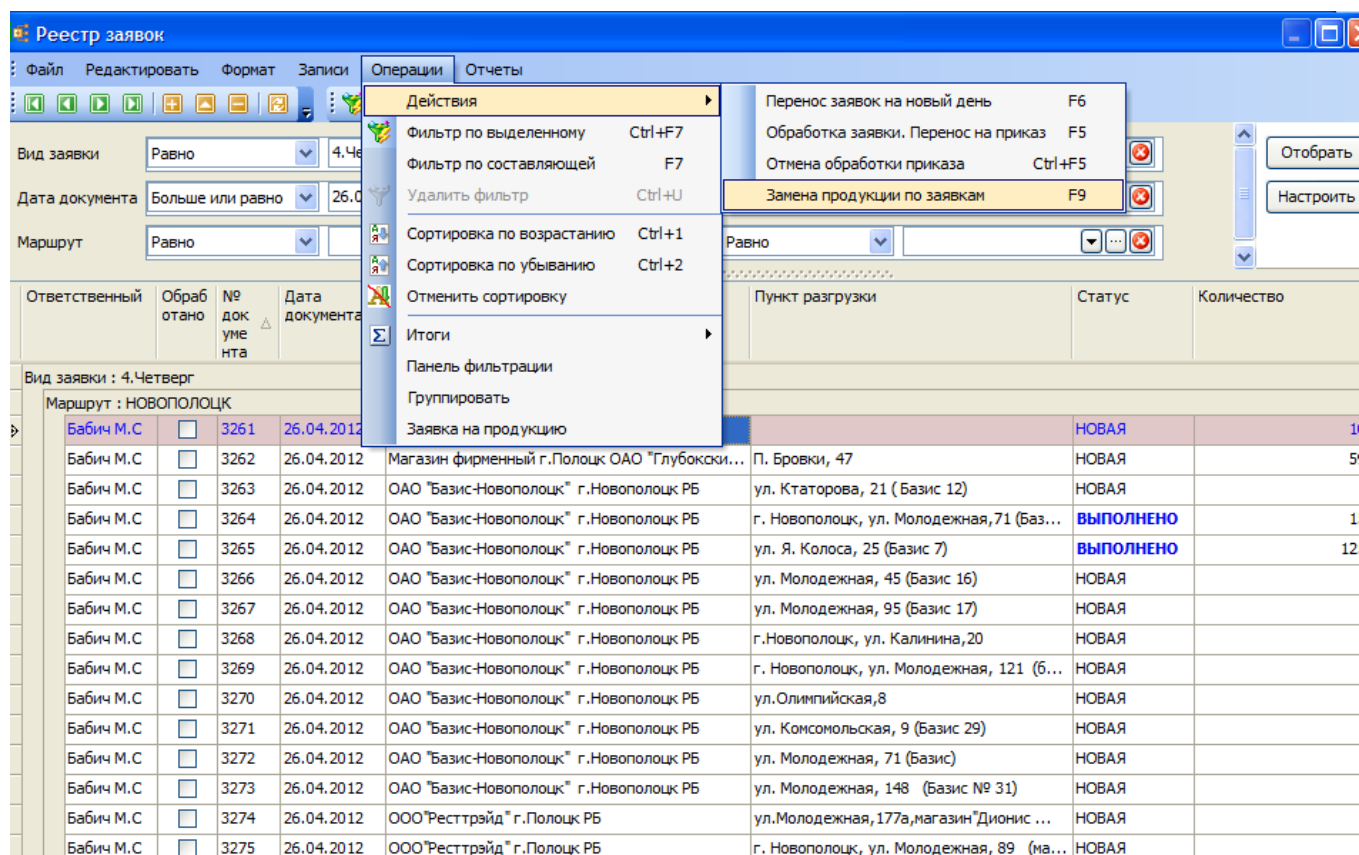 Реестр заявок
Файл Редактировать Формат Записи Операции Отчеты
Действия
Фильтр по выделенному Ctrl+F7
Фильтр по составляющей F7
Удалить фильтр Ctrl+U
Сортировка по возрастанию Ctrl+1
Сортировка по убыванию Ctrl+2
Отменить сортировку
Итоги
Панель фильтрации
Группировать
Заявка на продукцию
Перенос заявок на новый день F6
Обработка заявки. Перенос на приказ F5
Отмена обработки приказа Ctrl+F5
Замена продукции по заявкам F9
Вид заявки Равно 4.Че Отобрать
Дата документа Больше или равно 26.0 Настроить
Маршрут Равно Равно
Ответственный Обраб отано № док уме нта Дата документа Пункт разгрузки Статус Количество
Вид заявки : 4.Четверг
Маршрут : НОВОПОЛОЦК
Бабич М.С 3261 26.04.2012 НОВАЯ
Бабич М.С 3262 26.04.2012 Магазин фирменный г.Полоцк ОАО "Глубокски... П. Бровки, 47 НОВАЯ
Бабич М.С 3263 26.04.2012 ОАО "Базис-Новополоцк" г.Новополоцк РБ ул. Ктаторова, 21 ( Базис 12) НОВАЯ
Бабич М.С 3264 26.04.2012 ОАО "Базис-Новополоцк" г.Новополоцк РБ г. Новополоцк, ул. Молодежная,71 (Баз... ВЫПОЛНЕНО
Бабич М.С 3265 26.04.2012 ОАО "Базис-Новополоцк" г.Новополоцк РБ ул. Я. Колоса, 25 (Базис 7) ВЫПОЛНЕНО 12
Бабич М.С 3266 26.04.2012 ОАО "Базис-Новополоцк" г.Новополоцк РБ ул. Молодежная, 45 (Базис 16) НОВАЯ
Бабич М.С 3267 26.04.2012 ОАО "Базис-Новополоцк" г.Новополоцк РБ ул. Молодежная, 95 (Базис 17) НОВАЯ
Бабич М.С 3268 26.04.2012 ОАО "Базис-Новополоцк" г.Новополоцк РБ г.Новополоцк, ул. Калинина,20 НОВАЯ
Бабич М.С 3269 26.04.2012 ОАО "Базис-Новополоцк" г.Новополоцк РБ г. Новополоцк, ул. Молодежная, 121 (б... НОВАЯ
Бабич М.С 3270 26.04.2012 ОАО "Базис-Новополоцк" г.Новополоцк РБ ул.Олимпийская,8 НОВАЯ
Бабич М.С 3271 26.04.2012 ОАО "Базис-Новополоцк" г.Новополоцк РБ ул. Комсомольская, 9 (Базис 29) НОВАЯ
Бабич М.С 3272 26.04.2012 ОАО "Базис-Новополоцк" г.Новополоцк РБ ул. Молодежная, 71 (Базис) НОВАЯ
Бабич М.С 3273 26.04.2012 ОАО "Базис-Новополоцк" г.Новополоцк РБ ул. Молодежная, 148 (Базис № 31) НОВАЯ
Бабич М.С 3274 26.04.2012 ООО"Ресттрэйд" г.Полоцк РБ ул.Молодежная,177а,магазин"Дионис ... НОВАЯ
Бабич М.С 3275 26.04.2012 ООО"Ресттрэйд" г.Полоцк РБ г. Новополоцк, ул. Молодежная, 89 (ма... НОВАЯ